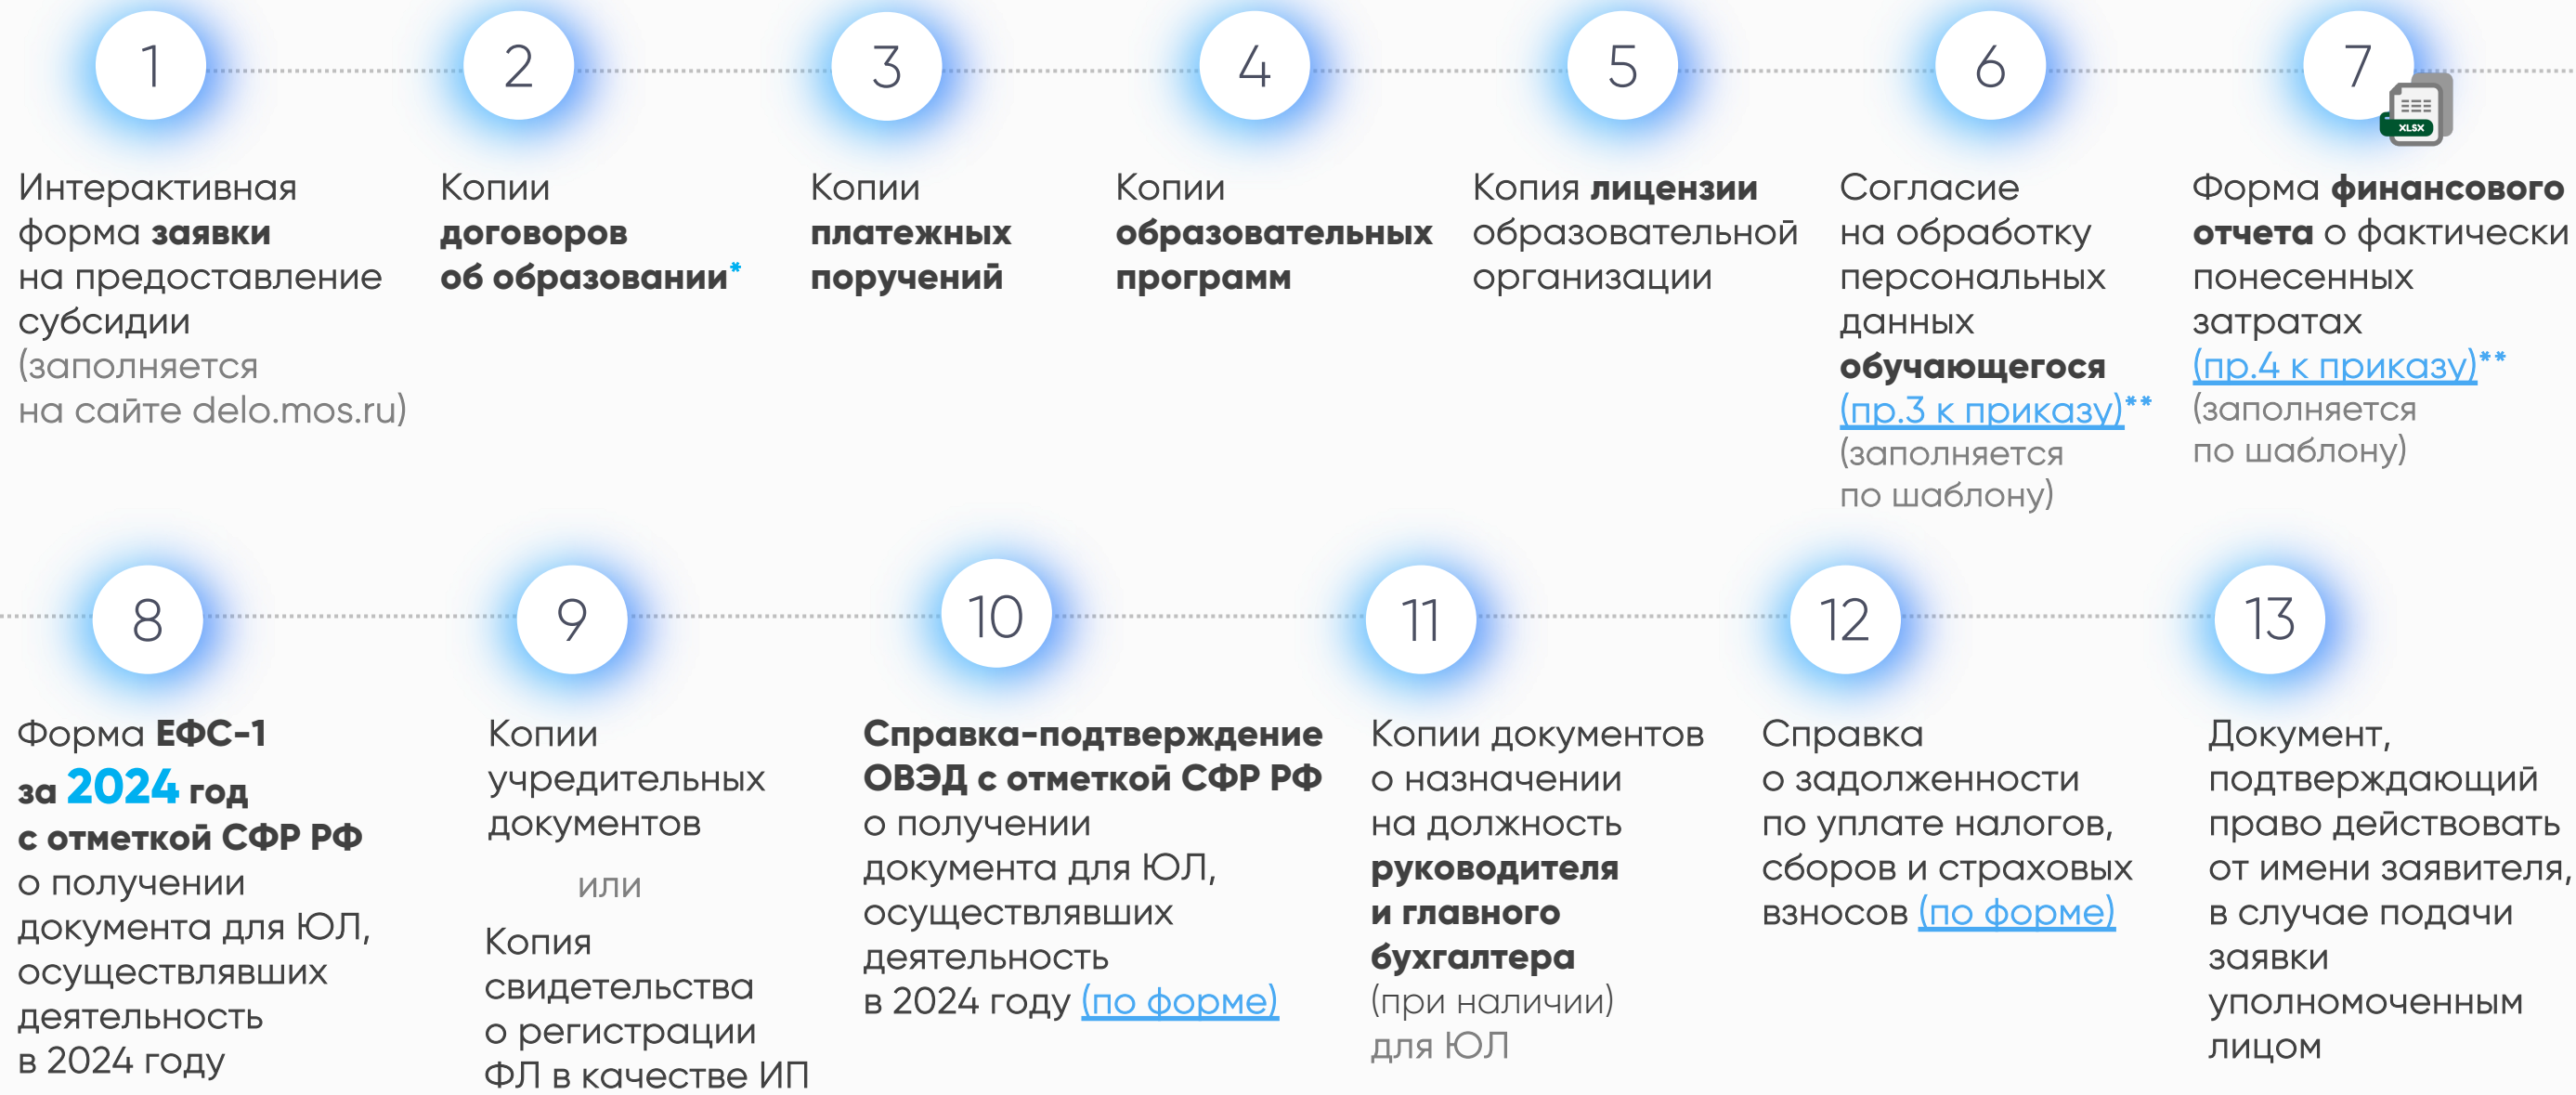 1
Интерактивная
форма заявки
на предоставление
субсидии
(заполняется
на сайте delo.mos.ru)
2
Копии
договоров
об образовании*
3
Копии
платежных
поручений
4
Копии
образовательных
программ
5
Копия лицензии
образовательной
организации
6
Согласие
на обработку
персональных
данных
обучающегося
(пр.3 к приказу)**
(заполняется
по шаблону)
7
XLSX
Форма финансового
отчета о фактически
понесенных
затратах
(пр.4 к приказу)**
(заполняется
по шаблону)
8
Форма ЕФС-1
за 2024 год
с отметкой СФР РФ
о получении
документа для ЮЛ,
осуществлявших
деятельность
в 2024 году
9
Копии
учредительных
документов
или
Копия
свидетельства
о регистрации
ФЛ в качестве ИП
10
Справка-подтверждение
ОВЭД с отметкой СФР РФ
о получении
документа для ЮЛ,
осуществлявших
деятельность
в 2024 году (по форме)
11
Копии документов
о назначении
на должность
руководителя
и главного
бухгалтера
(при наличии)
для ЮЛ
12
Справка
о задолженности
по уплате налогов,
сборов и страховых
взносов (по форме)
13
Документ,
подтверждающий
право действовать
от имени заявителя,
в случае подачи
заявки
уполномоченным
лицом